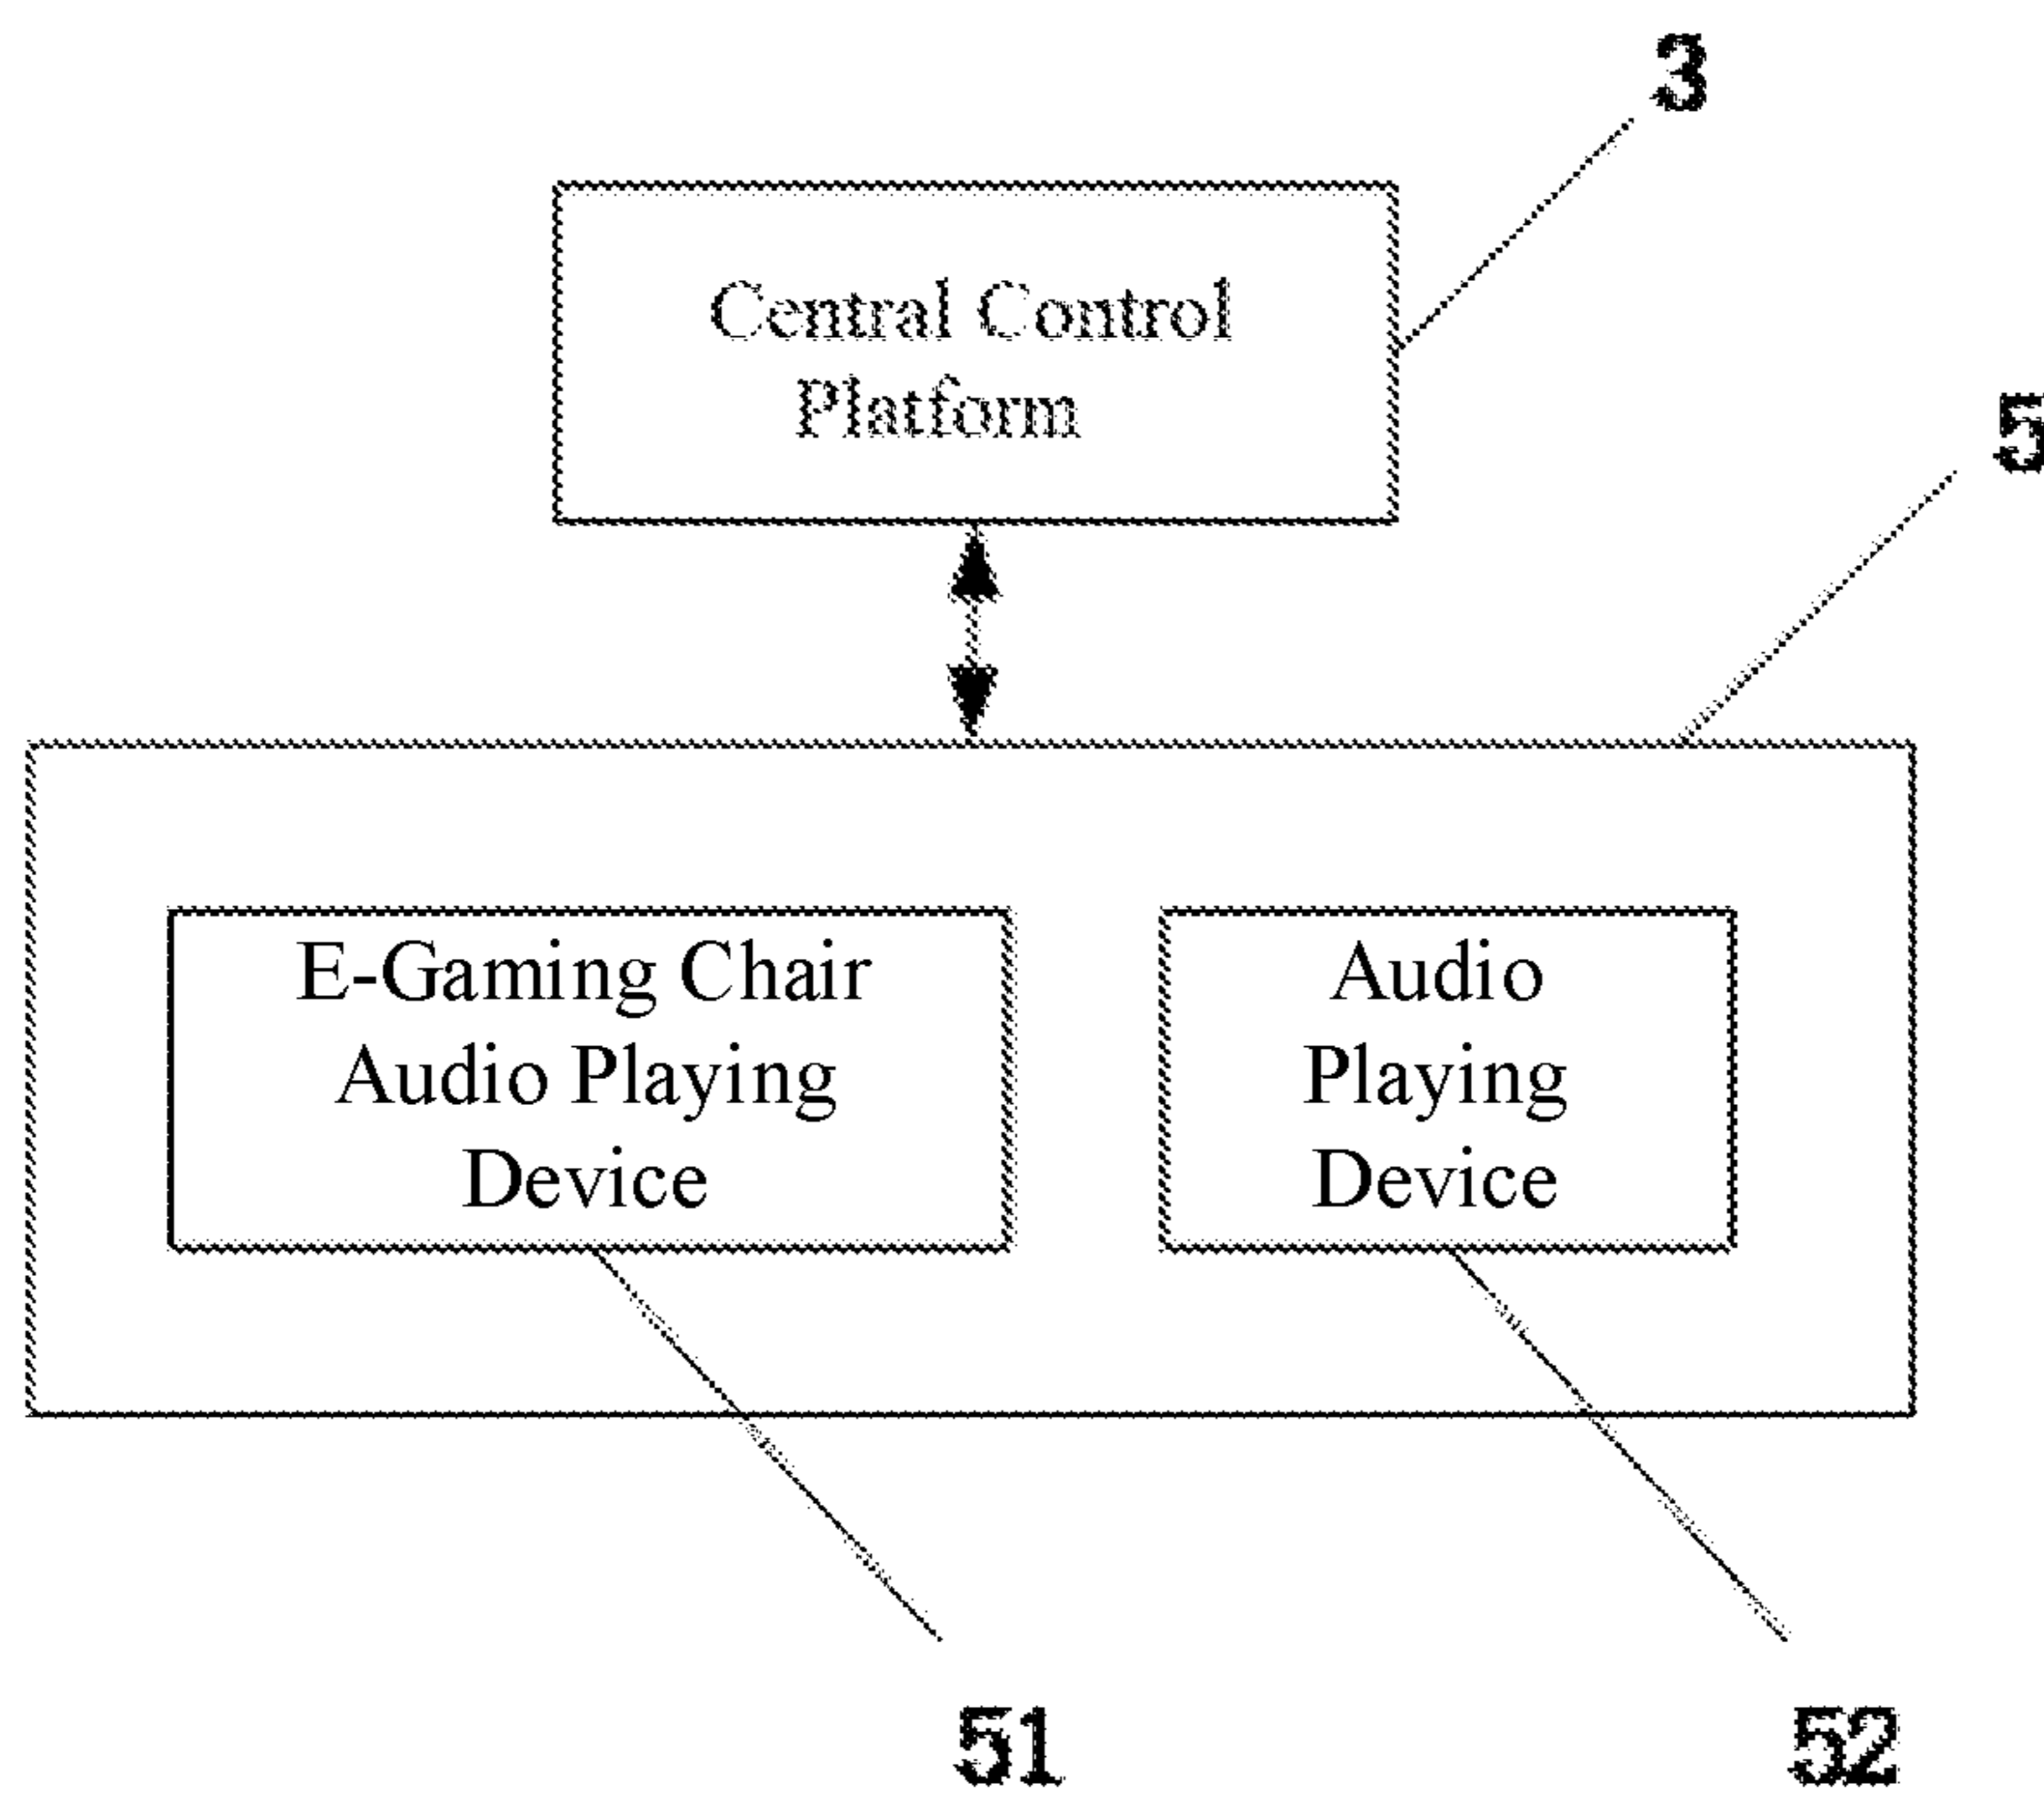 3
Central Control
Platform
5
E-Gaming Chair
Audio Playing
Device
Audio
Playing
Device
51
52